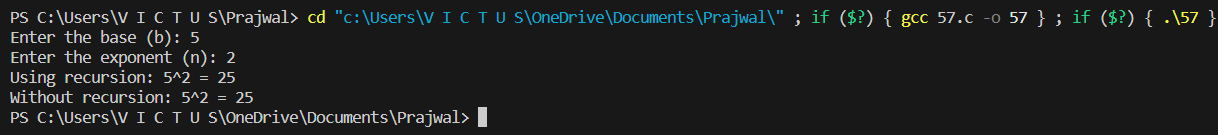 PS C:\Users\V I C T U S\Prajwal> cd "c:\Users\V I C T U S\OneDrive\Documents\Prajwal\" ; if ($?) { gcc 57.c -o 57 } ; if ($?) { .\57 }
Enter the base (b): 5
Enter the exponent (n): 2
Using recursion: 5^2 = 25
Without recursion: 5^2 = 25
PS C:\Users\V I C T U S\OneDrive\Documents\Prajwal>